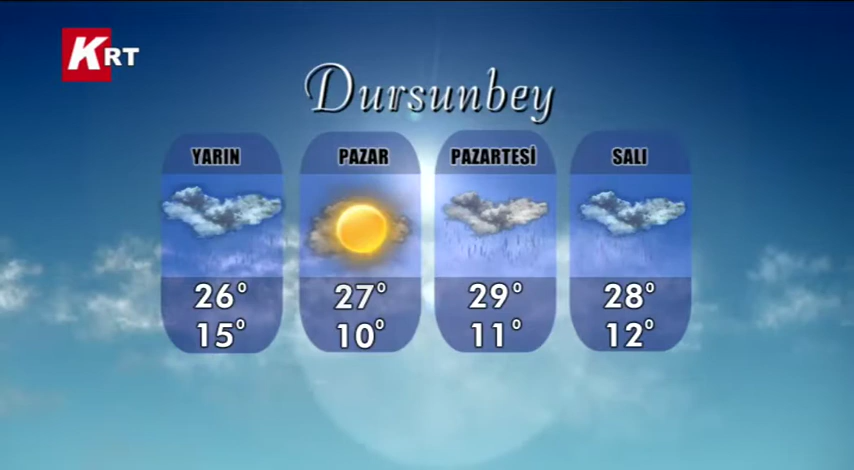 KRT
Dursunbey
YARIN
PAZAR
PAZARTESİ
SALI
26°
27°
29°
28°
15°
10°
11°
12°